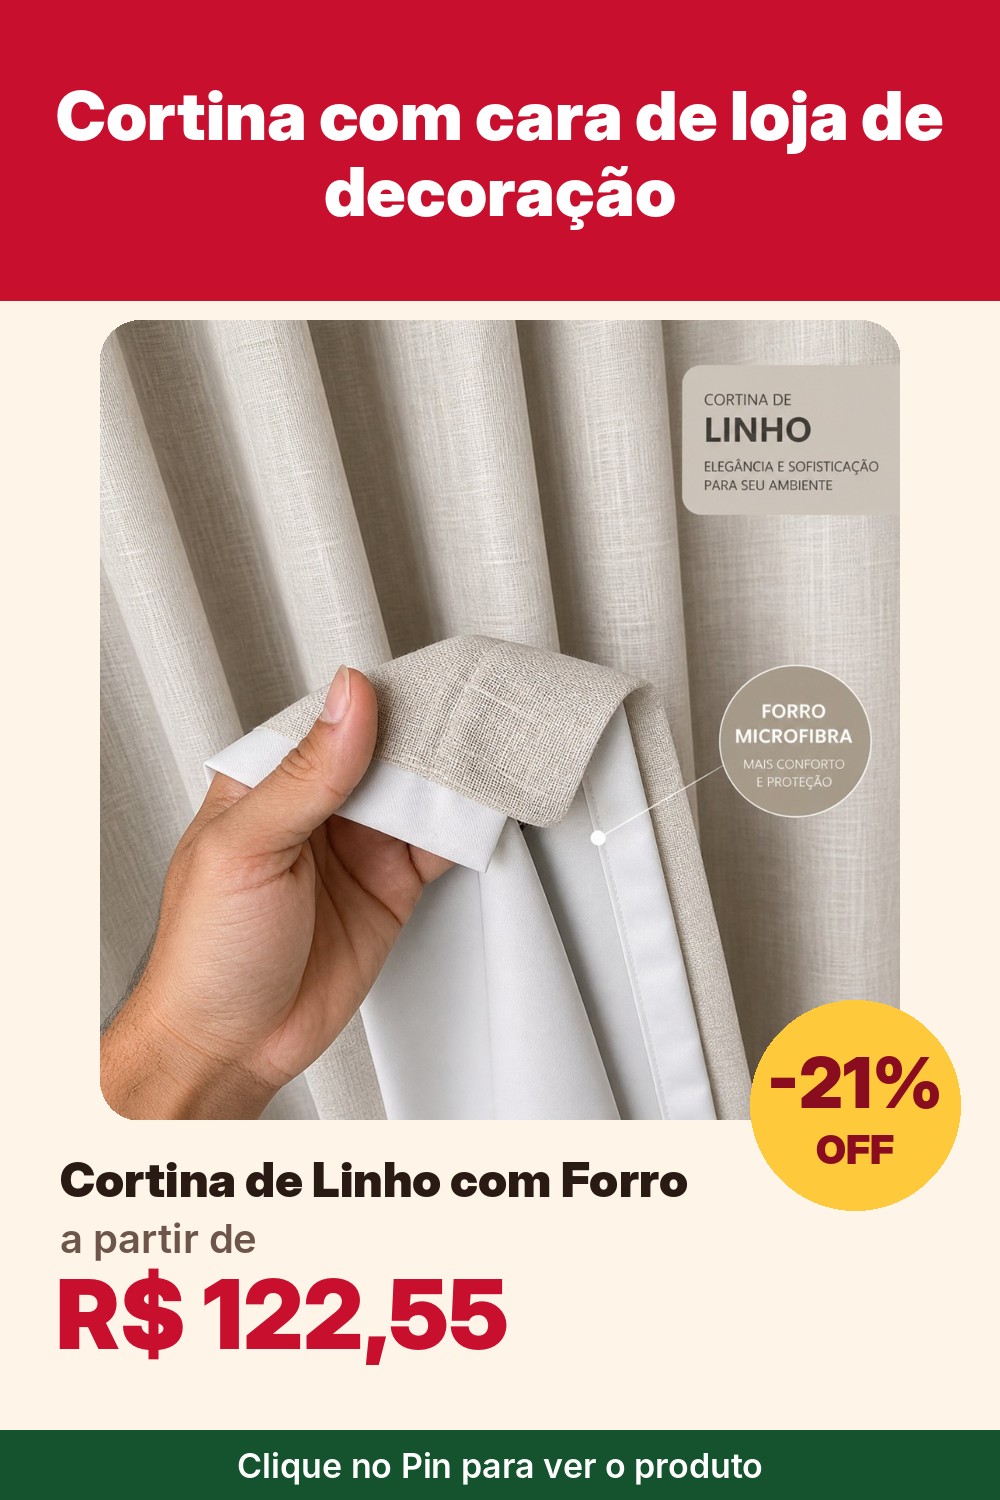 Cortina com cara de loja de
decoração
CORTINA DE
LINHO
ELEGÂNCIA E SOFISTICAÇÃO
PARA SEU AMBIENTE
FORRO
MICROFIBRA
MAIS CONFORTO
E PROTEÇÃO
-21%
OFF
Cortina de Linho com Forro
a partir de
R$ 122,55
Clique no Pin para ver o produto